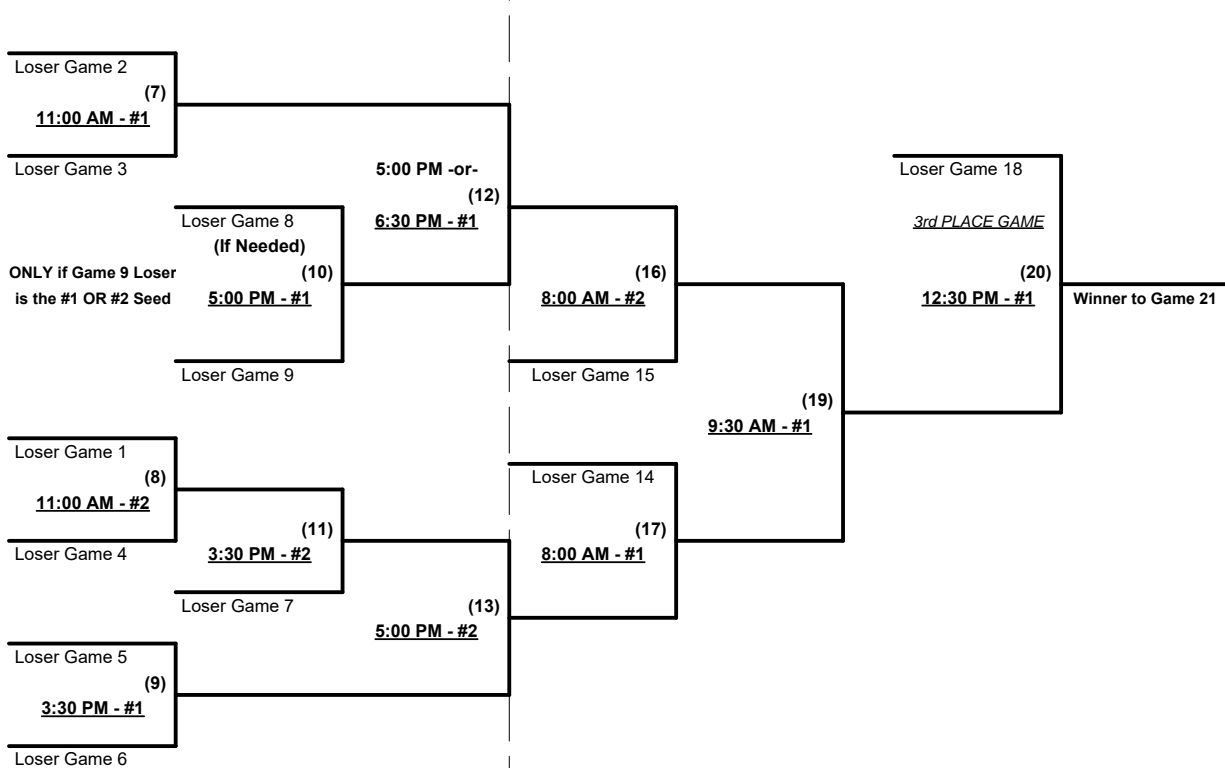 Loser Game 2
(7)
11:00 AM - #1
Loser Game 3
5:00 PM -or-
(12)
6:30 PM - #1
Loser Game 8
(If Needed)
ONLY if Game 9 Loser
is the #1 OR #2 Seed
(10)
5:00 PM - #1
Loser Game 9
(16)
8:00 AM - #2
Loser Game 15
Loser Game 18
3rd PLACE GAME
(20)
12:30 PM - #1
Winner to Game 21
(19)
9:30 AM - #1
Loser Game 1
(8)
11:00 AM - #2
Loser Game 4
(11)
3:30 PM - #2
Loser Game 7
Loser Game 14
(17)
8:00 AM - #1
(13)
5:00 PM - #2
Loser Game 5
(9)
3:30 PM - #1
Loser Game 6